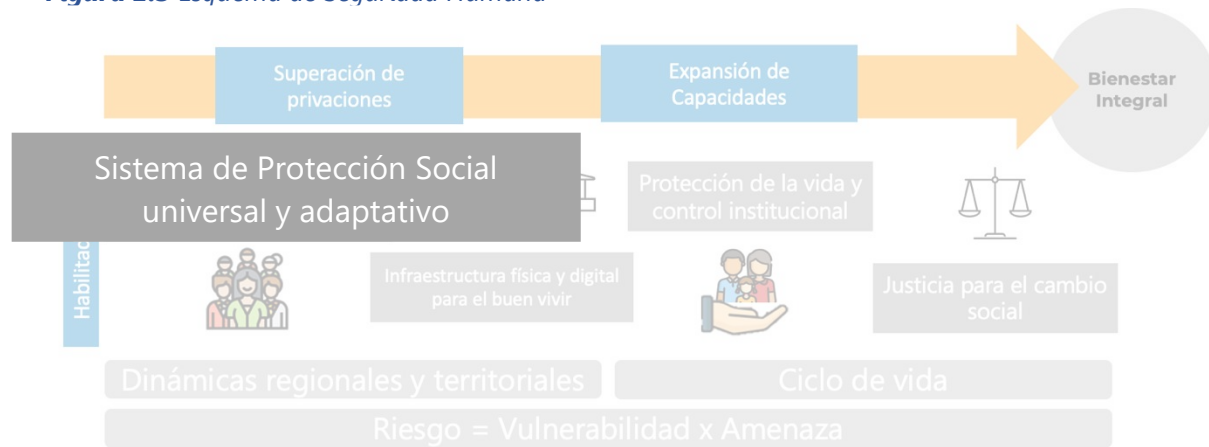 Figura 2.3 Esquema de Seguridad Humana
Superación de
privaciones
Expansión de
Capacidades
Bienestar
Integral
Sistema de Protección Social
universal y adaptativo
Protección de la vida y
control institucional
Infraestructura física y digital
para el buen vivir
Justicia para el cambio
social
Dinámicas regionales y territoriales
Ciclo de vida
Riesgo = Vulnerabilidad x Amenaza